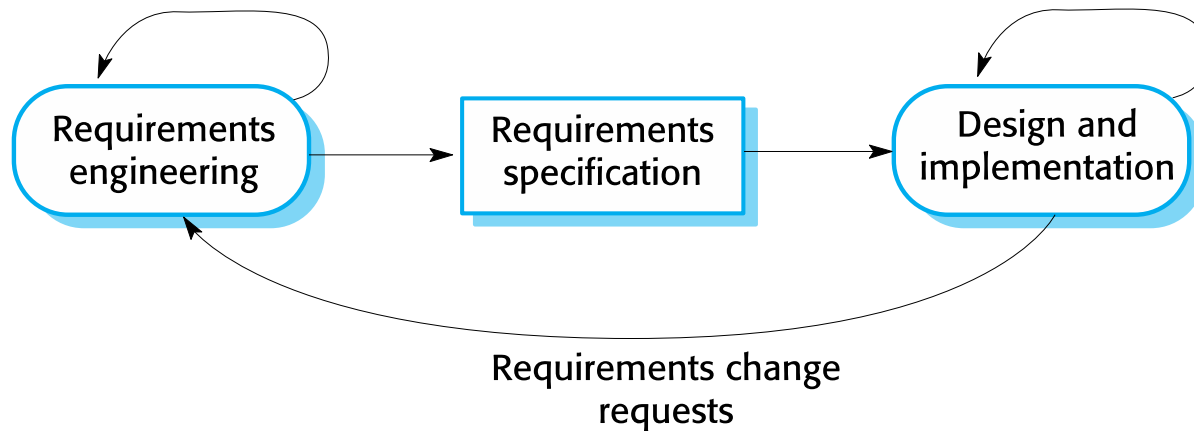 Requirements
engineering
Requirements
specification
Design and
implementation
Requirements change
requests